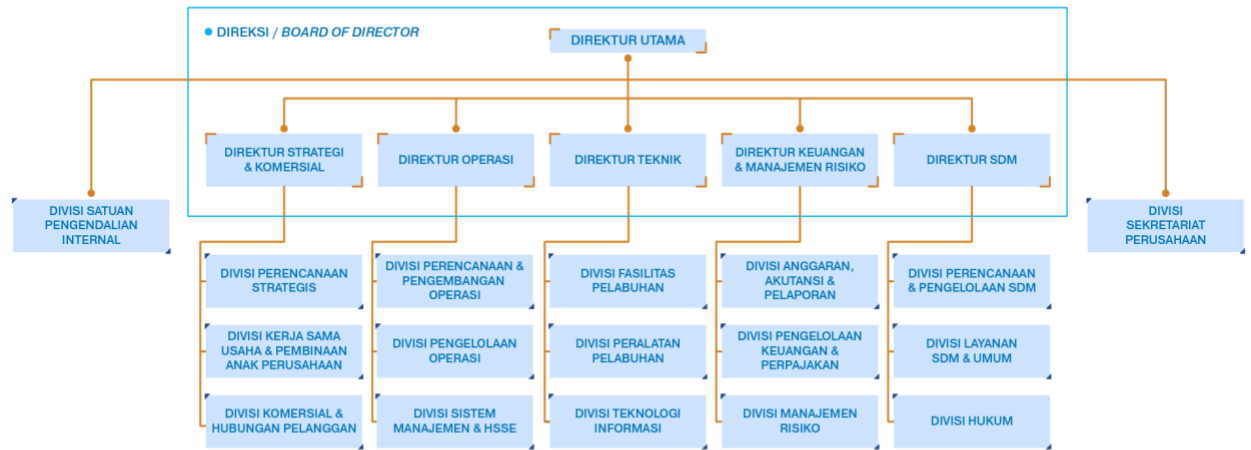 DIREKSI / BOARD OF DIRECTOR
DIREKTUR UTAMA
DIREKTUR STRATEGI
& KOMERSIAL
DIREKTUR OPERASI
DIREKTUR TEKNIK
DIREKTUR KEUANGAN
& MANAJEMEN RISIKO
DIREKTUR SDM
DIVISI SATUAN
PENGENDALIAN
INTERNAL
DIVISI
SEKRETARIAT
PERUSAHAAN
DIVISI PERENCANAAN
STRATEGIS
DIVISI PERENCANAAN &
PENGEMBANGAN
OPERASI
DIVISI FASILITAS
PELABUHAN
DIVISI ANGGARAN,
AKUTANSI &
PELAPORAN
DIVISI PERENCANAAN
& PENGELOLAAN SDM
DIVISI KERJA SAMA
USAHA & PEMBINAAN
ANAK PERUSAHAAN
DIVISI PENGELOLAAN
OPERASI
DIVISI PERALATAN
PELABUHAN
DIVISI PENGELOLAAN
KEUANGAN &
PERPAJAKAN
DIVISI LAYANAN
SDM & UMUM
DIVISI KOMERSIAL &
HUBUNGAN PELANGGAN
DIVISI SISTEM
MANAJEMEN & HSSE
DIVISI TEKNOLOGI
INFORMASI
DIVISI MANAJEMEN
RISIKO
DIVISI HUKUM